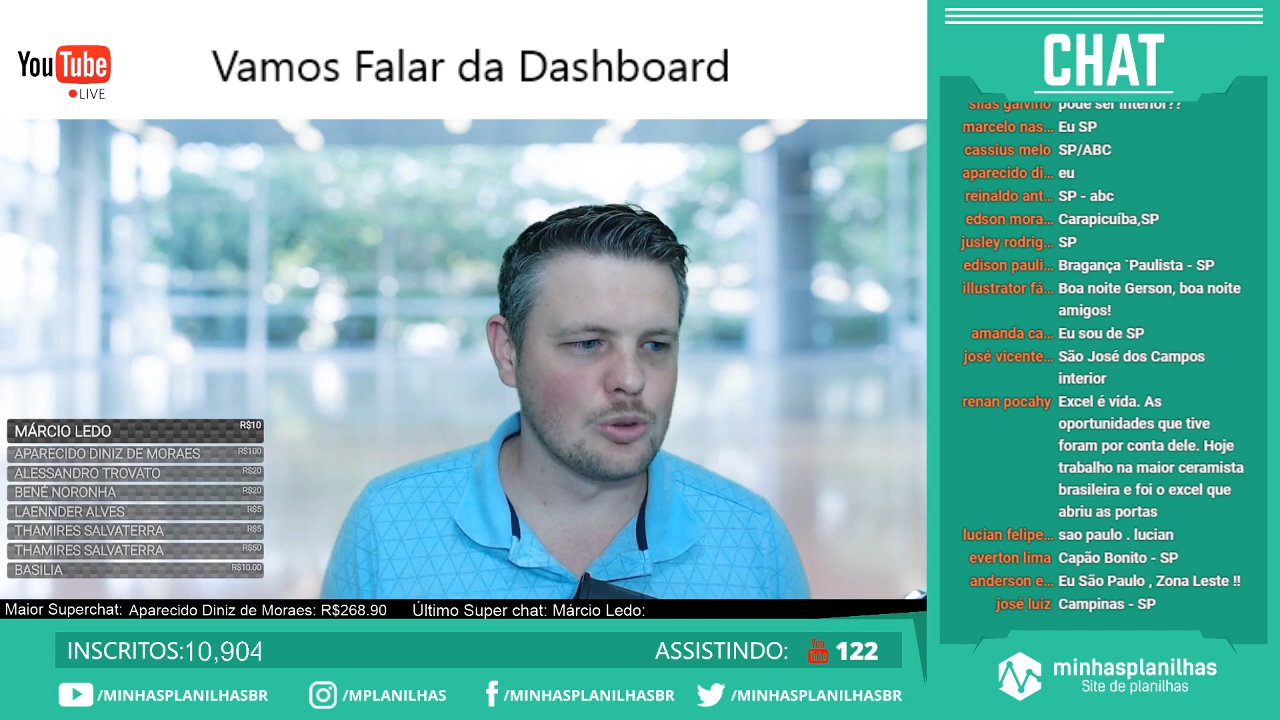 YouTube
LIVE
Vamos Falar da Dashboard
MÁRCIO LEDO R$10
APARECIDO DINIZ DE MORAES R$100
ALESSANDRO TROVATO R$20
BENÉ NORONHA R$20
LAENNDER ALVES R$5
THAMIRES SALVATERRA R$5
THAMIRES SALVATERRA R$50
BASILIA R$10.00
Maior Superchat: Aparecido Diniz de Moraes: R$268.90 Último Super chat: Márcio Ledo:
INSCRITOS:10,904 ASSISTINDO: YouTube 122
/MINHASPLANILHASBR /MPLANILHAS /MINHASPLANILHASBR /MINHASPLANILHASBR
CHAT
silas galvino pode ser interior??
marcelo nas... Eu SP
cassius melo SP/ABC
aparecido di... eu
reinaldo ant... SP - abc
edson mora... Carapicuíba,SP
jusley rodrig... SP
edison pauli... Bragança `Paulista - SP
illustrator fá... Boa noite Gerson, boa noite
amigos!
amanda ca... Eu sou de SP
josé vicente... São José dos Campos
interior
renan pocahy Excel é vida. As
oportunidades que tive
foram por conta dele. Hoje
trabalho na maior ceramista
brasileira e foi o excel que
abriu as portas
lucian felipe... sao paulo . lucian
everton lima Capão Bonito - SP
anderson e... Eu São Paulo , Zona Leste !!
josé luiz Campinas - SP
minhasplanilhas
Site de planilhas